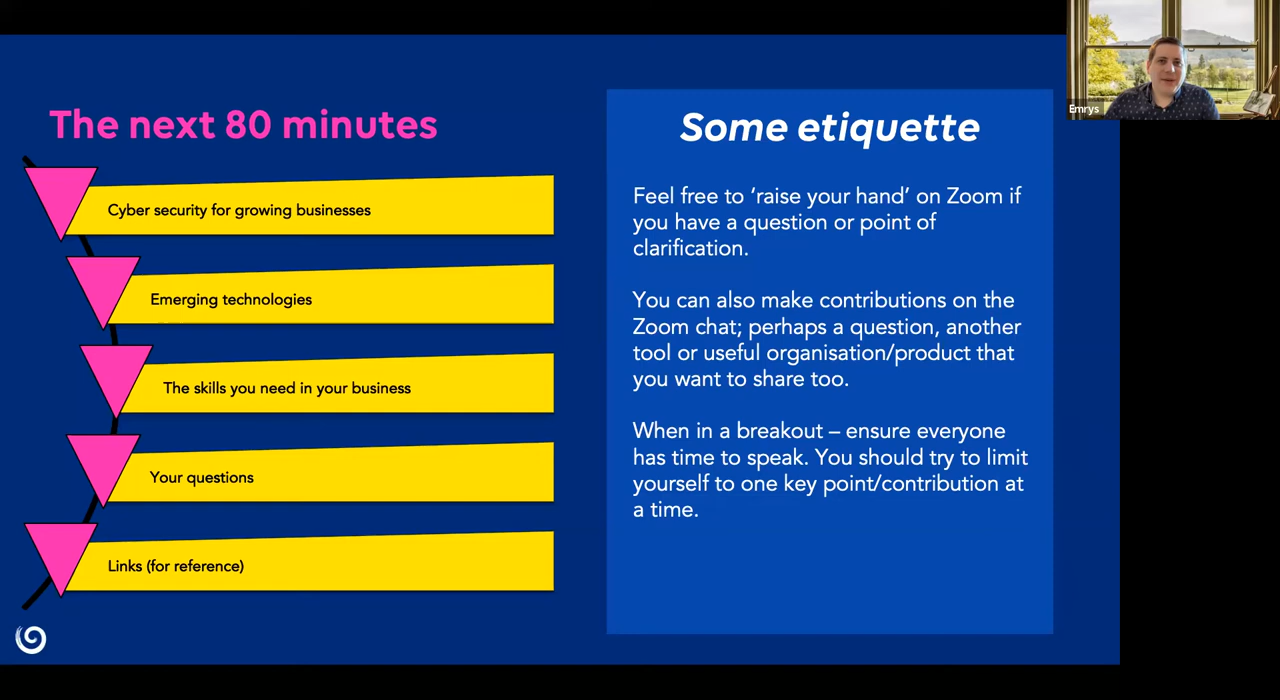 The next 80 minutes
Cyber security for growing businesses
Emerging technologies
The skills you need in your business
Your questions
Links (for reference)
Some etiquette
Feel free to ‘raise your hand’ on Zoom if
you have a question or point of
clarification.
You can also make contributions on the
Zoom chat; perhaps a question, another
tool or useful organisation/product that
you want to share too.
When in a breakout – ensure everyone
has time to speak. You should try to limit
yourself to one key point/contribution at
a time.
Emrys